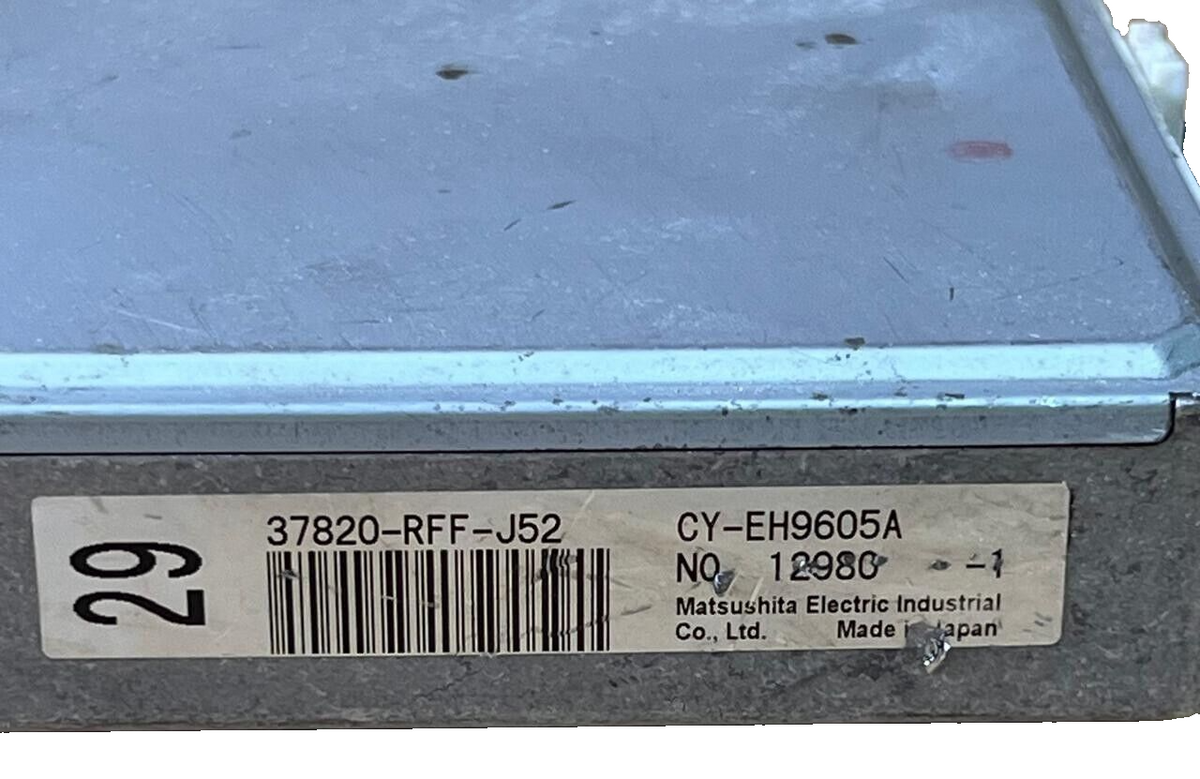 29
37820-RFF-J52
CY-EH9605A
NO. 12980 -1
Matsushita Electric Industrial
Co., Ltd. Made in Japan